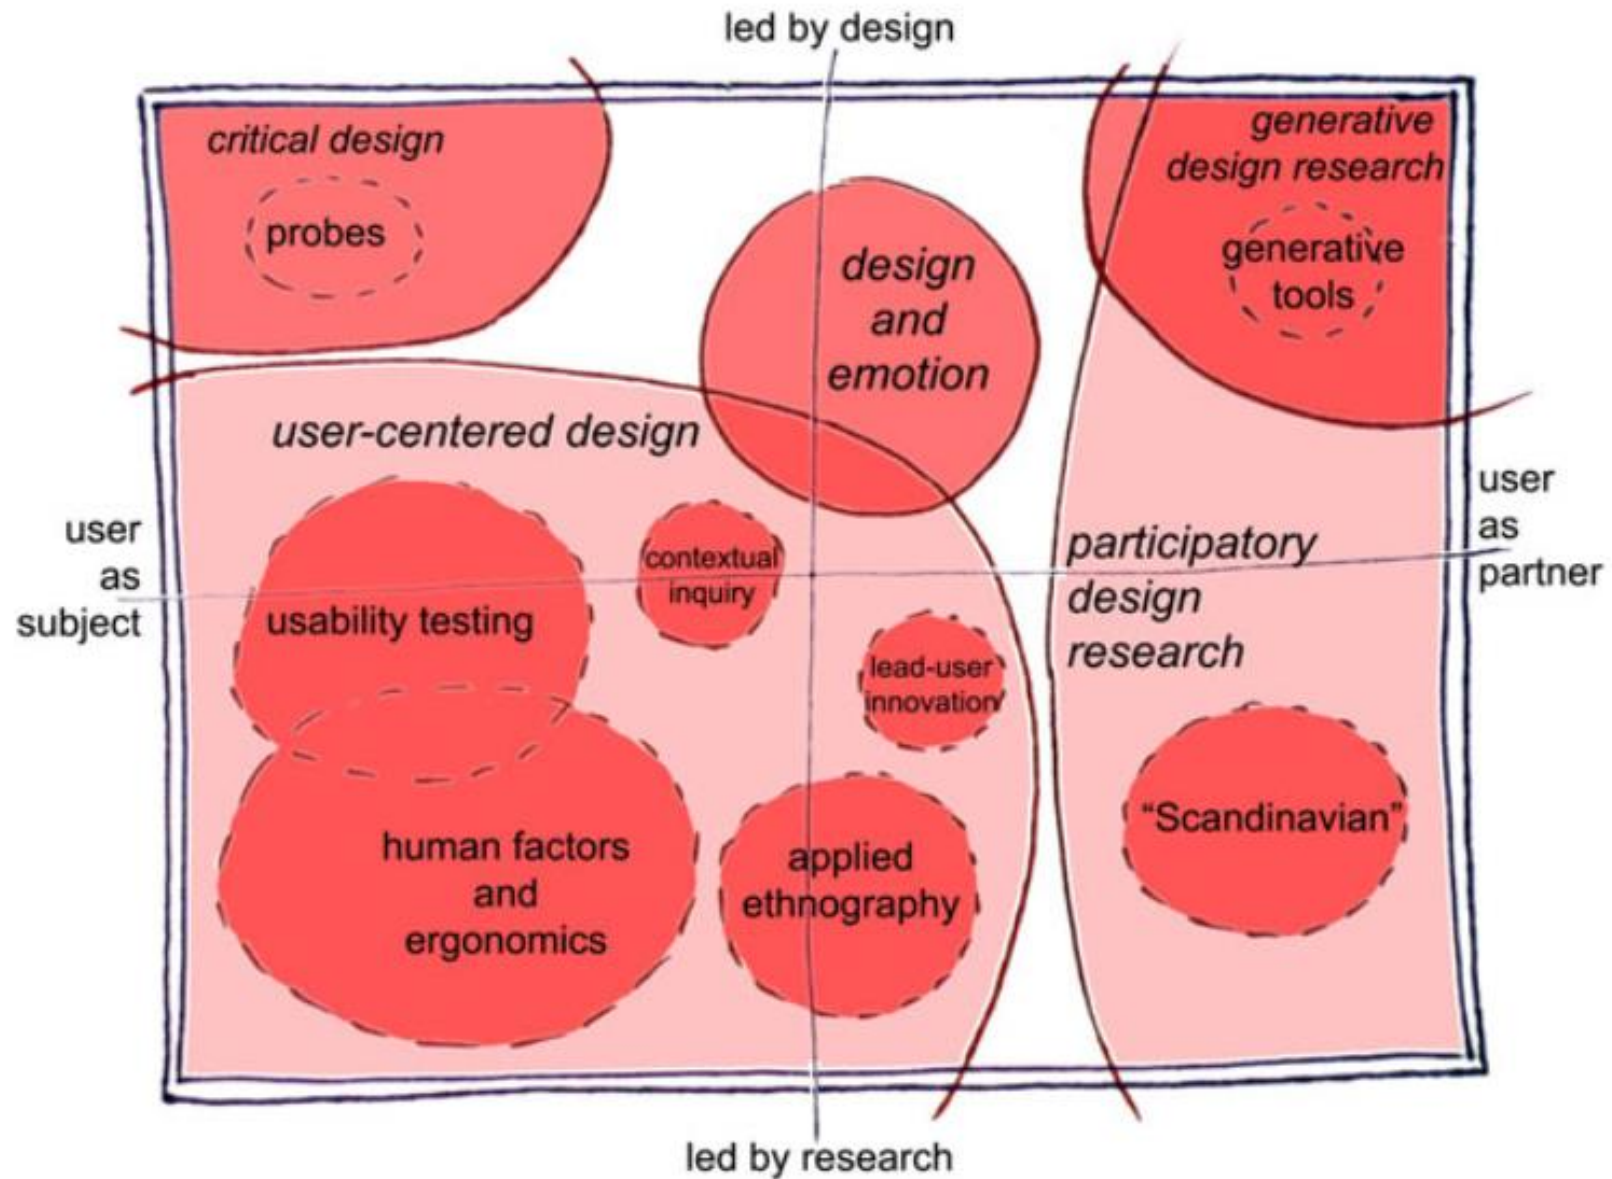 led by design
critical design
probes
generative
design research
generative
tools
design
and
emotion
user-centered design
user
as
subject
user
as
partner
contextual
inquiry
usability testing
participatory
design
research
lead-user
innovation
human factors
and
ergonomics
applied
ethnography
“Scandinavian”
led by research